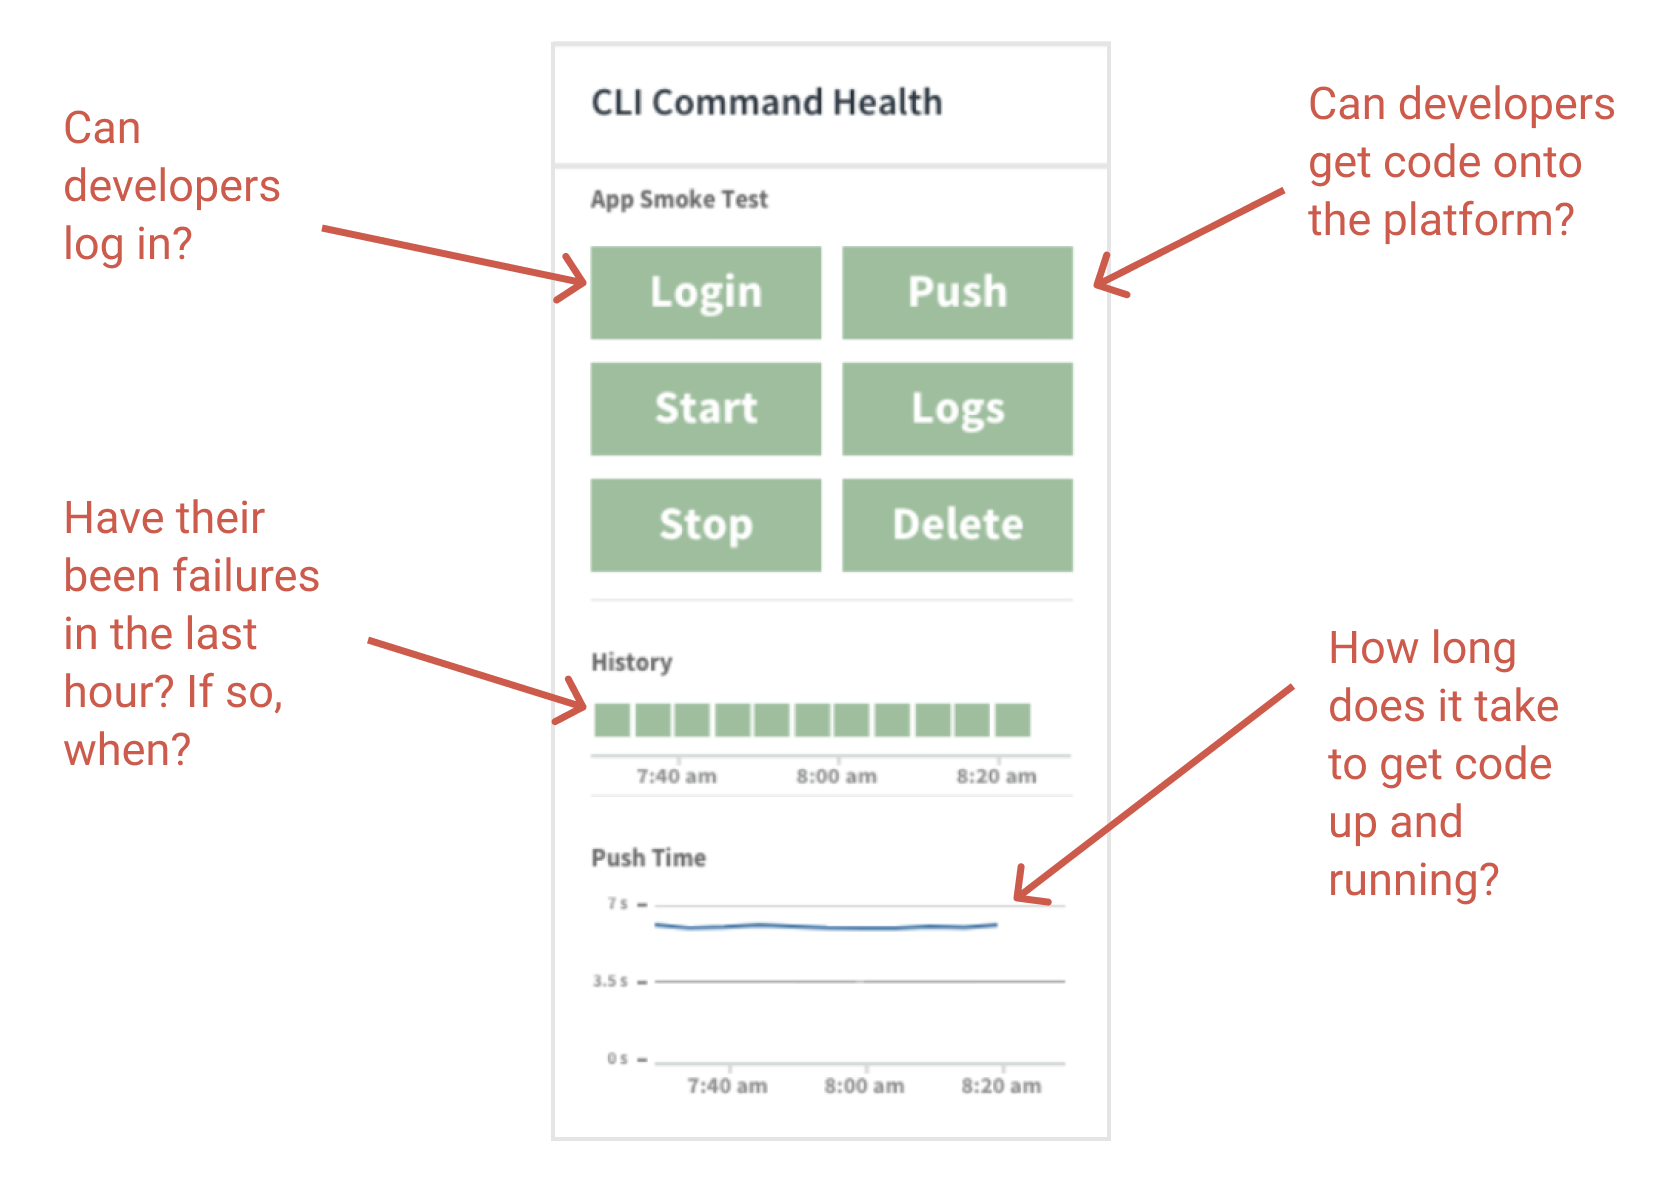 Can
developers
log in?
Have their
been failures
in the last
hour? If so,
when?
CLI Command Health
App Smoke Test
Login Push
Start Logs
Stop Delete
History
7:40 am 8:00 am 8:20 am
Push Time
7 s
3.5 s
0 s
7:40 am 8:00 am 8:20 am
Can developers
get code onto
the platform?
How long
does it take
to get code
up and
running?